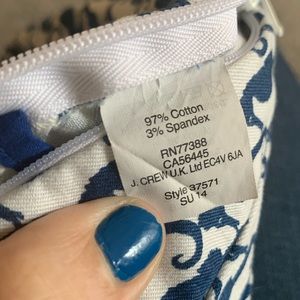 97% Cotton
3% Spandex
RN77388
CA56445
J. CREW U.K. Ltd EC4V 6JA
Style 37571
SU 14